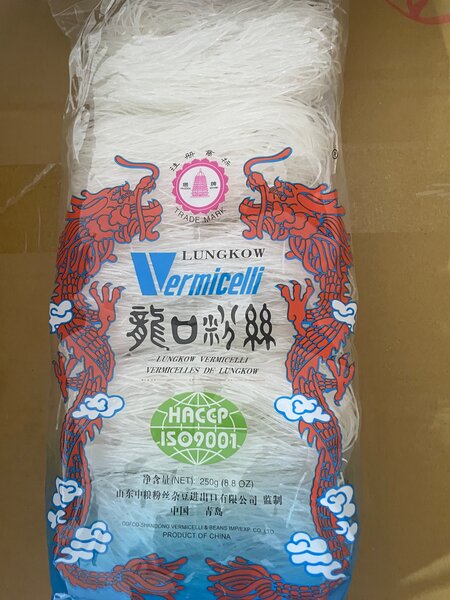 注册商标
塔 牌
TRADE MARK
®
LUNGKOW
Vermicelli
龍口粉絲
LUNGKOW VERMICELLI
VERMICELLES DE LUNGKOW
HACCP
ISO9001
净含量(NET): 250g (8.8 OZ)
山东中粮粉丝杂豆进出口有限公司 监制
中国 青岛
COFCO-SHANDONG VERMICELLI & BEANS IMP/EXP. CO.,LTD.
PRODUCT OF CHINA